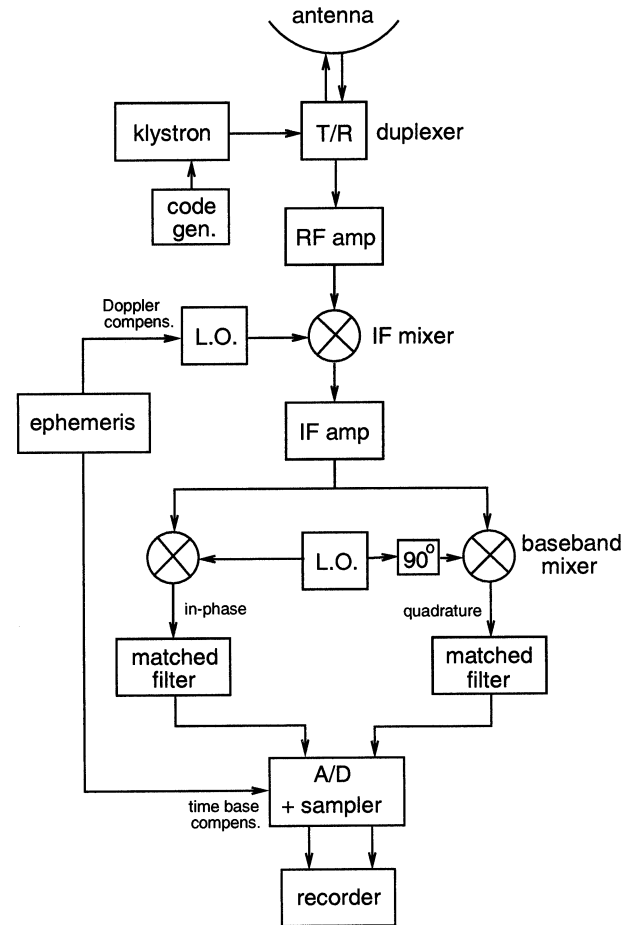 antenna
klystron
T/R
duplexer
code
gen.
RF amp
Doppler
compens.
L.O.
IF mixer
ephemeris
IF amp
L.O.
90°
baseband
mixer
in-phase
quadrature
matched
filter
matched
filter
A/D
+ sampler
time base
compens.
recorder